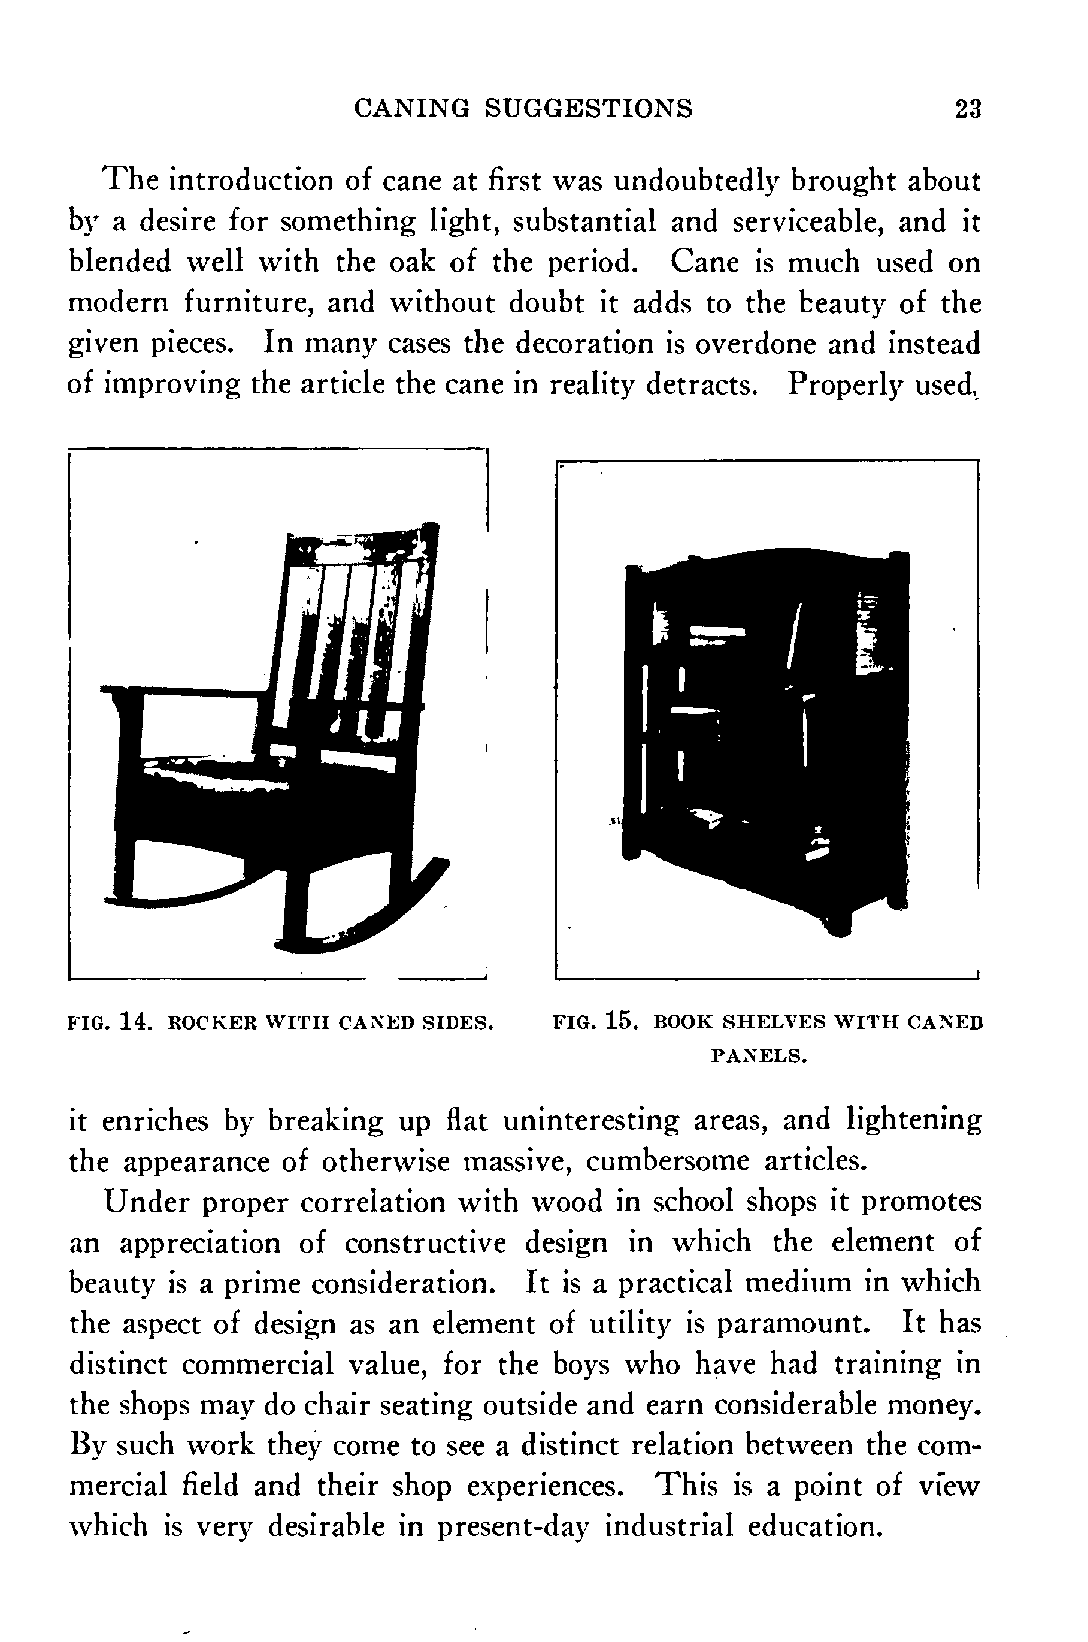 CANING SUGGESTIONS 23
The introduction of cane at first was undoubtedly brought about
by a desire for something light, substantial and serviceable, and it
blended well with the oak of the period. Cane is much used on
modern furniture, and without doubt it adds to the beauty of the
given pieces. In many cases the decoration is overdone and instead
of improving the article the cane in reality detracts. Properly used,
FIG. 14. ROCKER WITH CANED SIDES.
FIG. 15. BOOK SHELVES WITH CANED
PANELS.
it enriches by breaking up flat uninteresting areas, and lightening
the appearance of otherwise massive, cumbersome articles.
Under proper correlation with wood in school shops it promotes
an appreciation of constructive design in which the element of
beauty is a prime consideration. It is a practical medium in which
the aspect of design as an element of utility is paramount. It has
distinct commercial value, for the boys who have had training in
the shops may do chair seating outside and earn considerable money.
By such work they come to see a distinct relation between the com-
mercial field and their shop experiences. This is a point of view
which is very desirable in present-day industrial education.